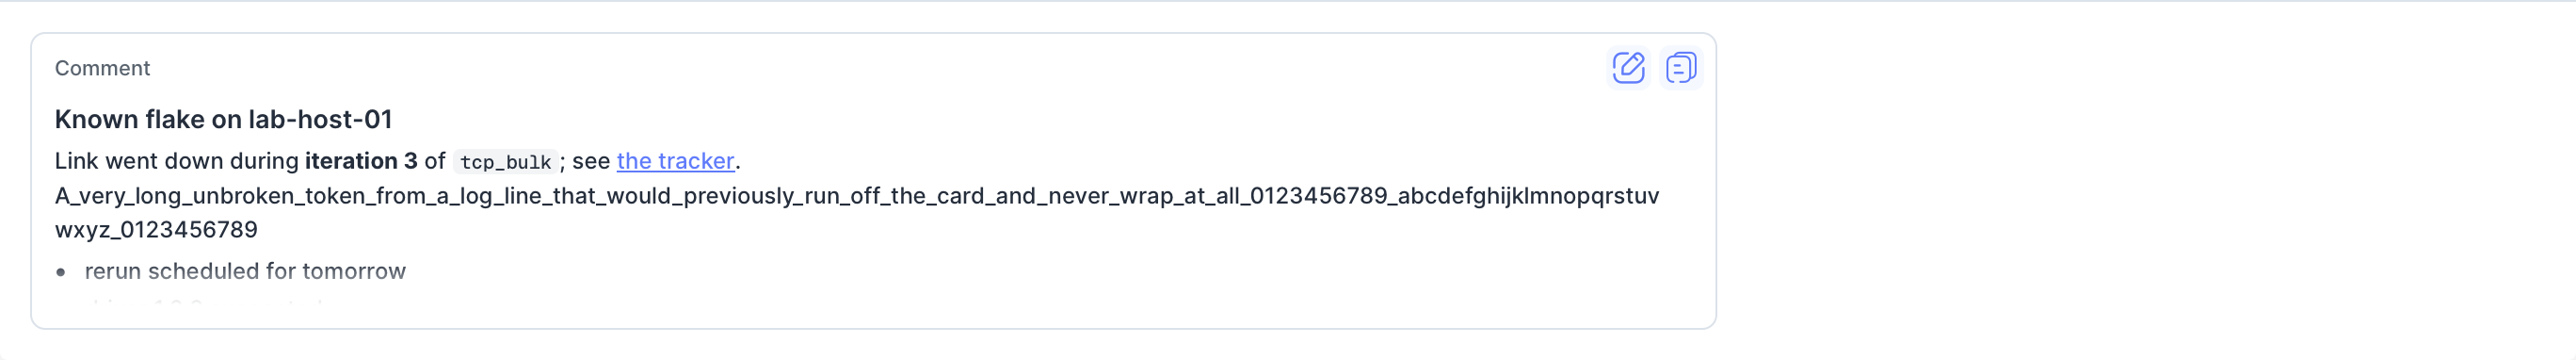 Comment
Known flake on lab-host-01
Link went down during iteration 3 of tcp_bulk; see the tracker.
A_very_long_unbroken_token_from_a_log_line_that_would_previously_run_off_the_card_and_never_wrap_at_all_0123456789_abcdefghijklmnopqrstuv
wxyz_0123456789
• rerun scheduled for tomorrow